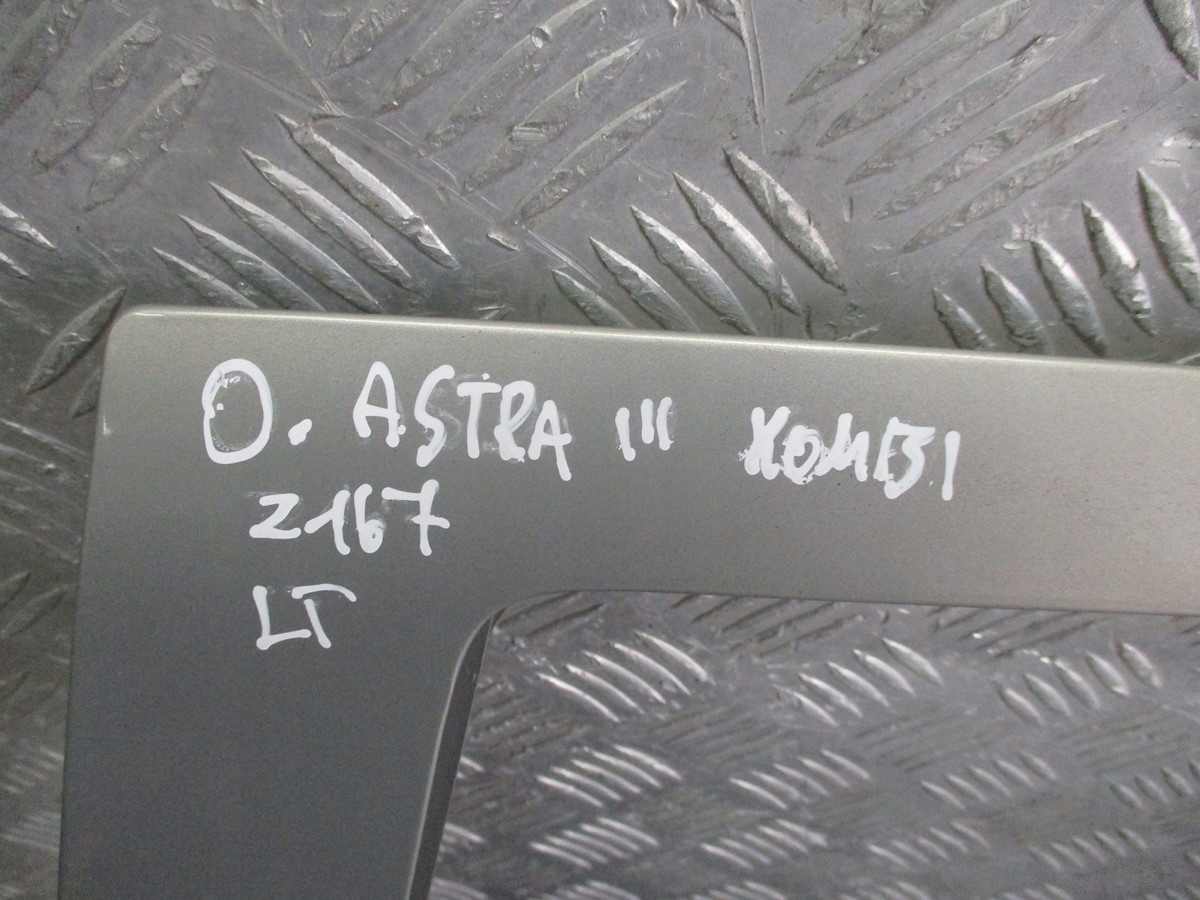 O. ASTRA III KOMBI
Z167
LT